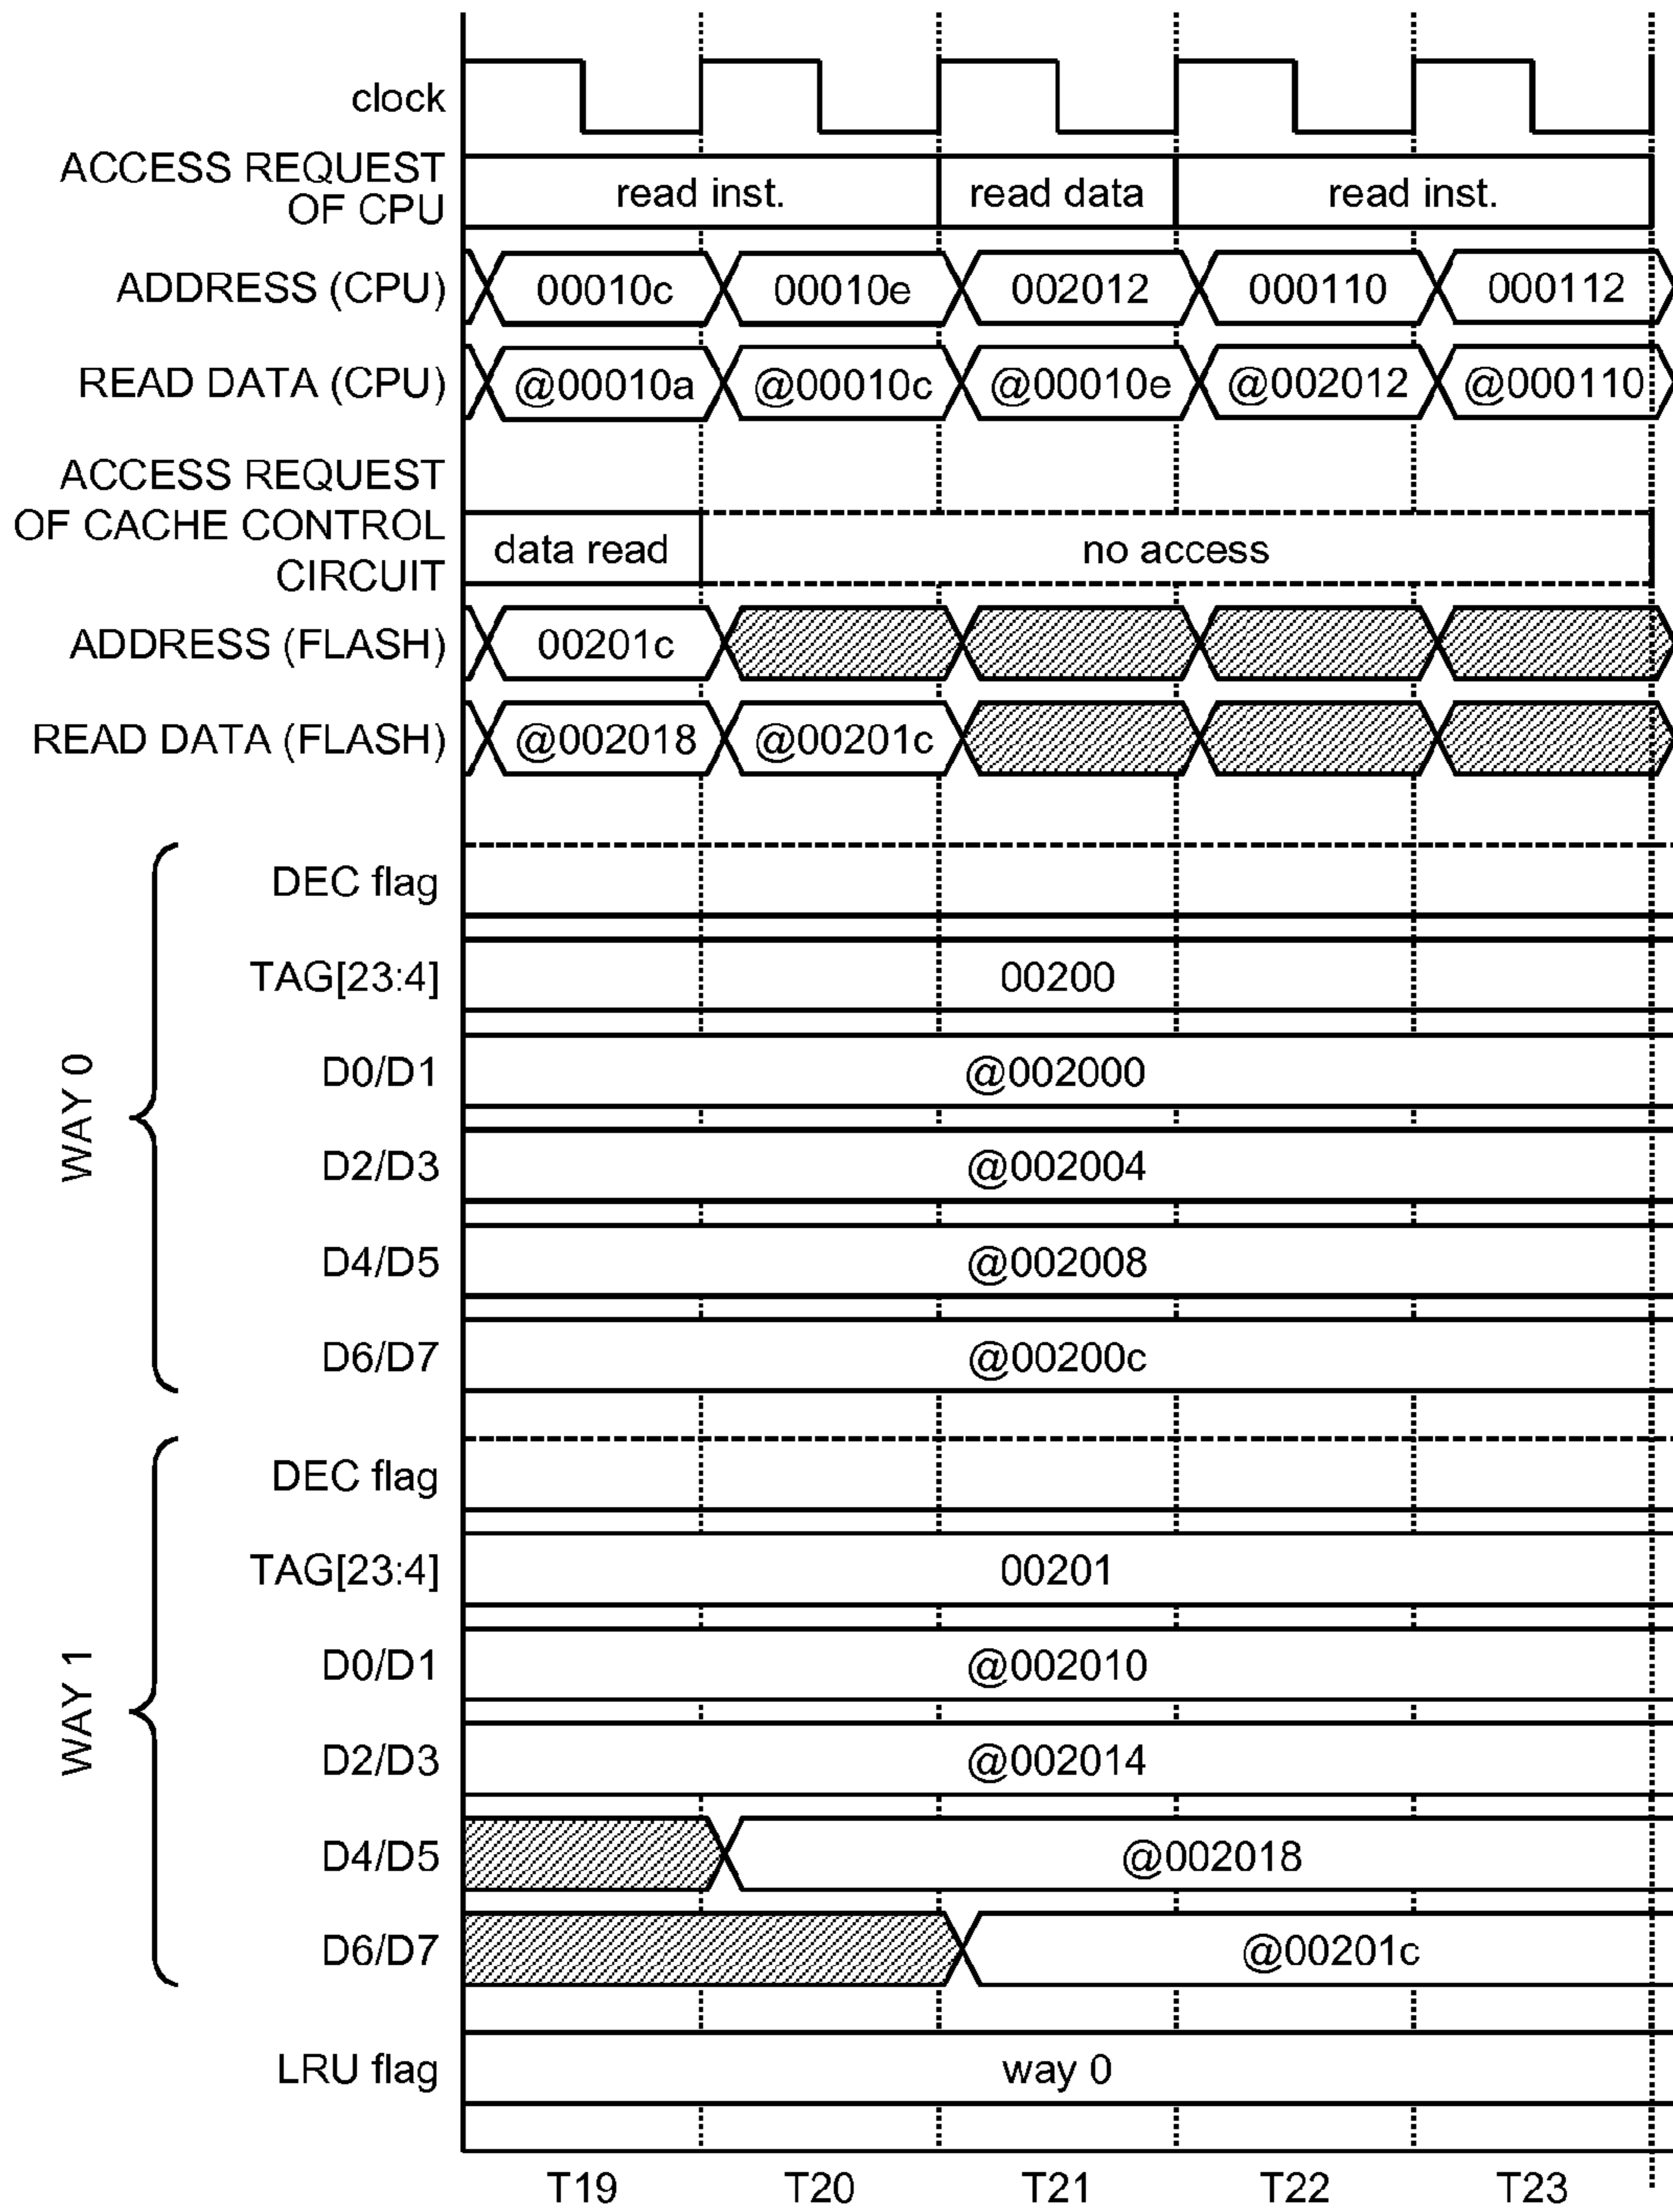 clock
ACCESS REQUEST
OF CPU
read inst.
read data
read inst.
ADDRESS (CPU)
00010c
00010e
002012
000110
000112
READ DATA (CPU)
@00010a
@00010c
@00010e
@002012
@000110
ACCESS REQUEST
OF CACHE CONTROL
CIRCUIT
data read
no access
ADDRESS (FLASH)
00201c
READ DATA (FLASH)
@002018
@00201c
WAY 0
DEC flag
TAG[23:4]
00200
D0/D1
@002000
D2/D3
@002004
D4/D5
@002008
D6/D7
@00200c
WAY 1
DEC flag
TAG[23:4]
00201
D0/D1
@002010
D2/D3
@002014
D4/D5
@002018
D6/D7
@00201c
LRU flag
way 0
T19
T20
T21
T22
T23